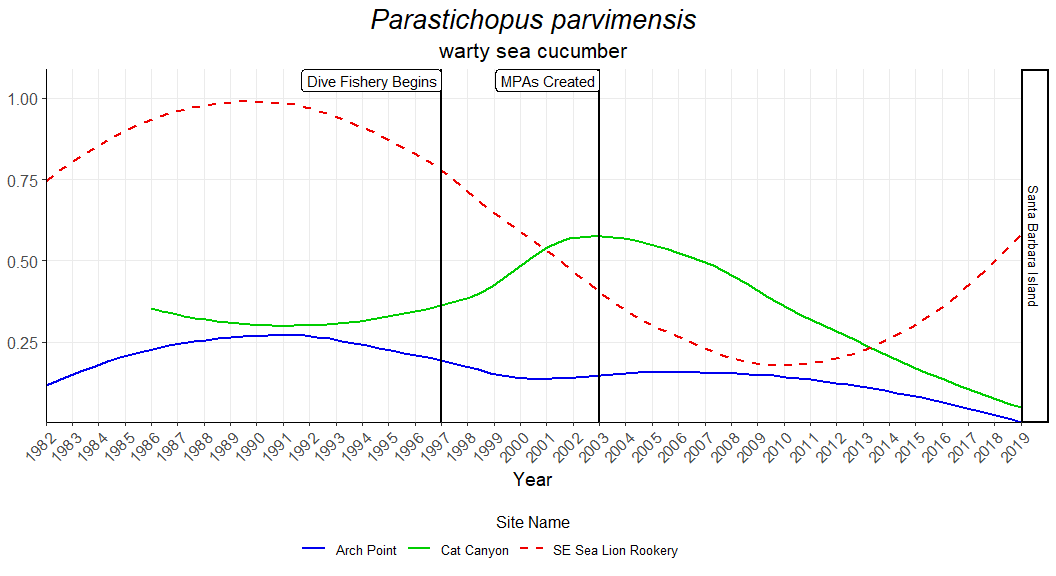 Parastichopus parvimensis
warty sea cucumber
Dive Fishery Begins
MPAs Created
1.00
0.75
0.50
0.25
Santa Barbara Island
1982 1983 1984 1985 1986 1987 1988 1989 1990 1991 1992 1993 1994 1995 1996 1997 1998 1999 2000 2001 2002 2003 2004 2005 2006 2007 2008 2009 2010 2011 2012 2013 2014 2015 2016 2017 2018 2019
Year
Site Name
Arch Point Cat Canyon SE Sea Lion Rookery